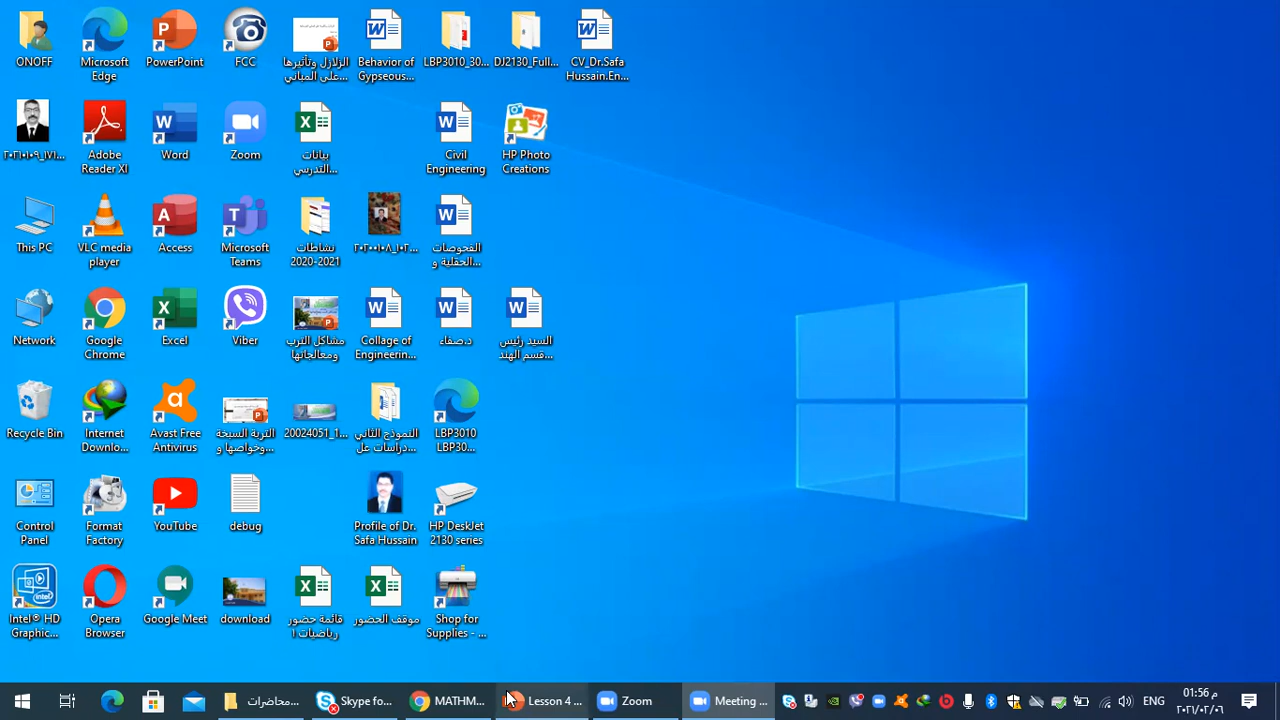 ONOFF
Microsoft
Edge
PowerPoint
FCC
الزلازل وتأثيرها
على المباني...
Behavior of
Gypseous...
LBP3010_30...
DJ2130_Full...
CV_Dr.Safa
Hussain.En...
Adobe
Reader XI
Word
Zoom
بيانات
التدرسي...
Civil
Engineering
HP Photo
Creations
This PC
VLC media
player
Access
Microsoft
Teams
نشاطات
2020-2021
الفحوصات
الحقلية و...
Network
Google
Chrome
Excel
Viber
مشاكل الترب
ومعالجاتها
Collage of
Engineerin...
د.صفاء
السيد رئيس
قسم الهند...
Recycle Bin
Internet
Downlo...
Avast Free
Antivirus
التربة السبخة
وخواصها و...
20024051_1...
النموذج الثاني
دراسات عل...
LBP3010
LBP30...
Control
Panel
Format
Factory
YouTube
debug
Profile of Dr.
Safa Hussain
HP DeskJet
2130 series
Intel® HD
Graphic...
Opera
Browser
Google Meet
download
قائمة حضور
رياضيات ١
موقف الحضور
Shop for
Supplies - ...
محاضرات...
Skype fo...
MATHM...
Lesson 4 ...
Zoom
Meeting ...
ENG
01:56 م
٢٠٢١/٠٢/٠٦